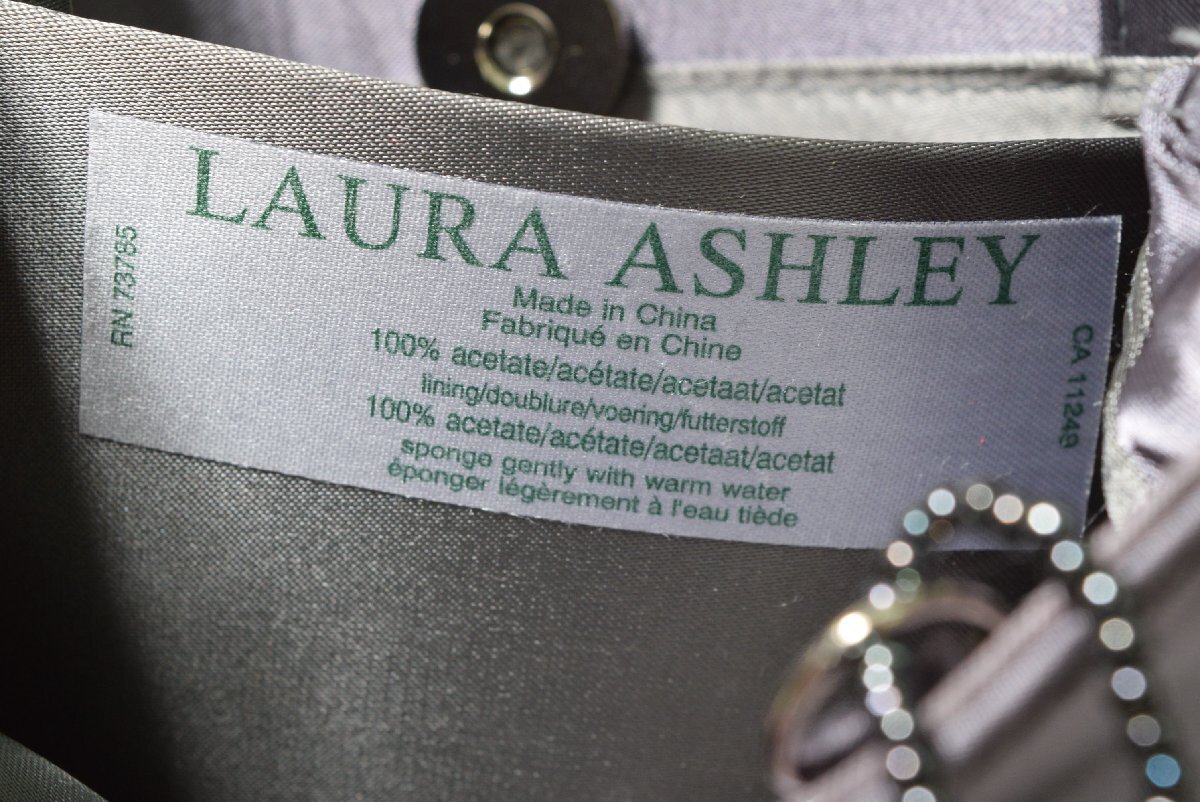 LAURA ASHLEY
RN 73785
Made in China
Fabriqué en Chine
100% acetate/acétate/acetaat/acetat
lining/doublure/voering/futterstoff
100% acetate/acétate/acetaat/acetat
sponge gently with warm water
éponger légèrement à l'eau tiède
CA 11249